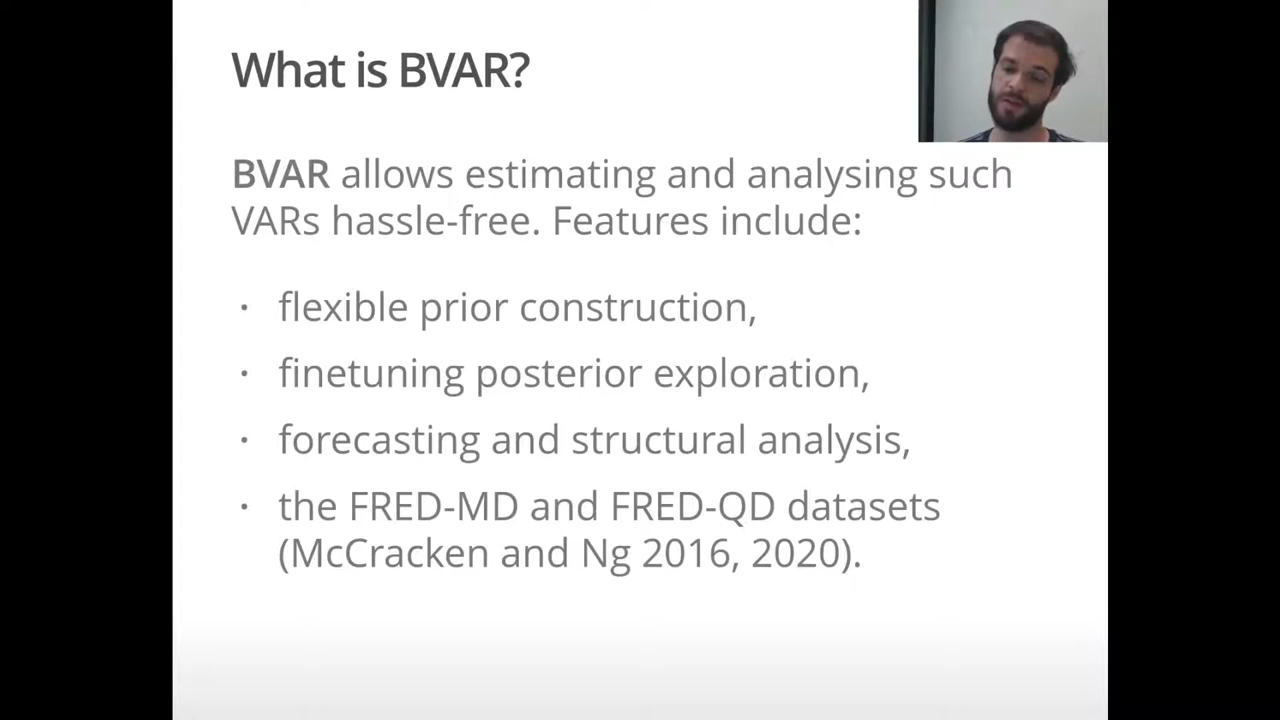 What is BVAR?
BVAR allows estimating and analysing such
VARs hassle-free. Features include:
· flexible prior construction,
· finetuning posterior exploration,
· forecasting and structural analysis,
· the FRED-MD and FRED-QD datasets
(McCracken and Ng 2016, 2020).